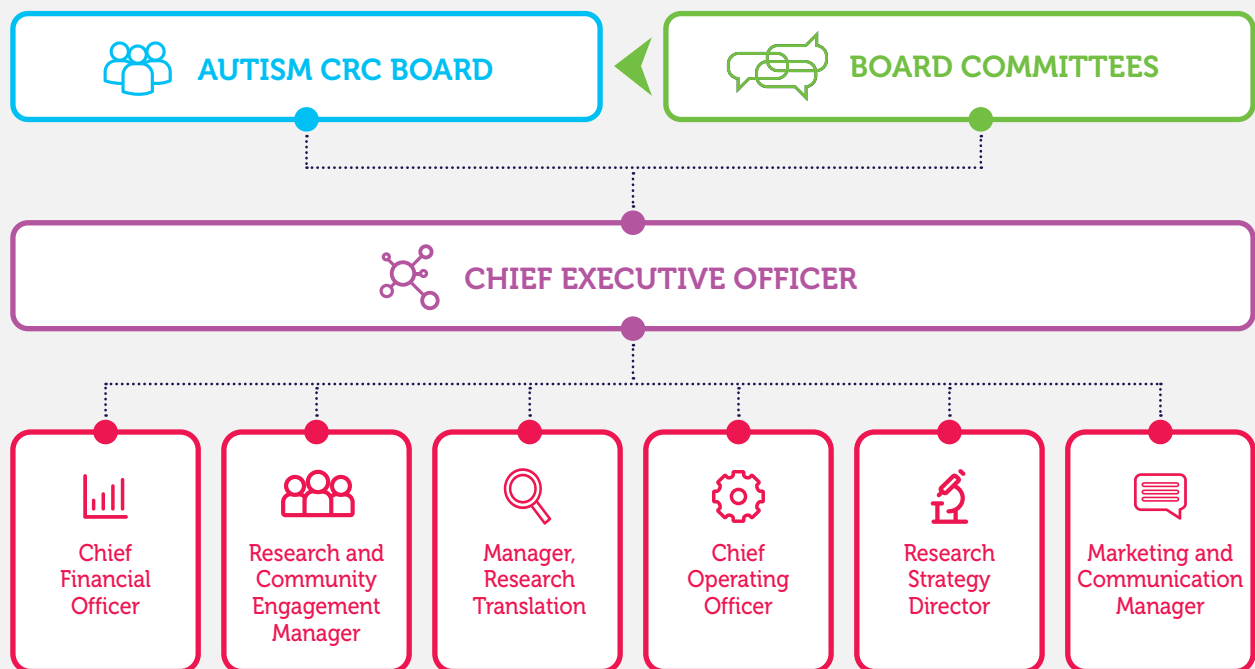 AUTISM CRC BOARD
BOARD COMMITTEES
CHIEF EXECUTIVE OFFICER
Chief
Financial
Officer
Research and
Community
Engagement
Manager
Manager,
Research
Translation
Chief
Operating
Officer
Research
Strategy
Director
Marketing and
Communication
Manager